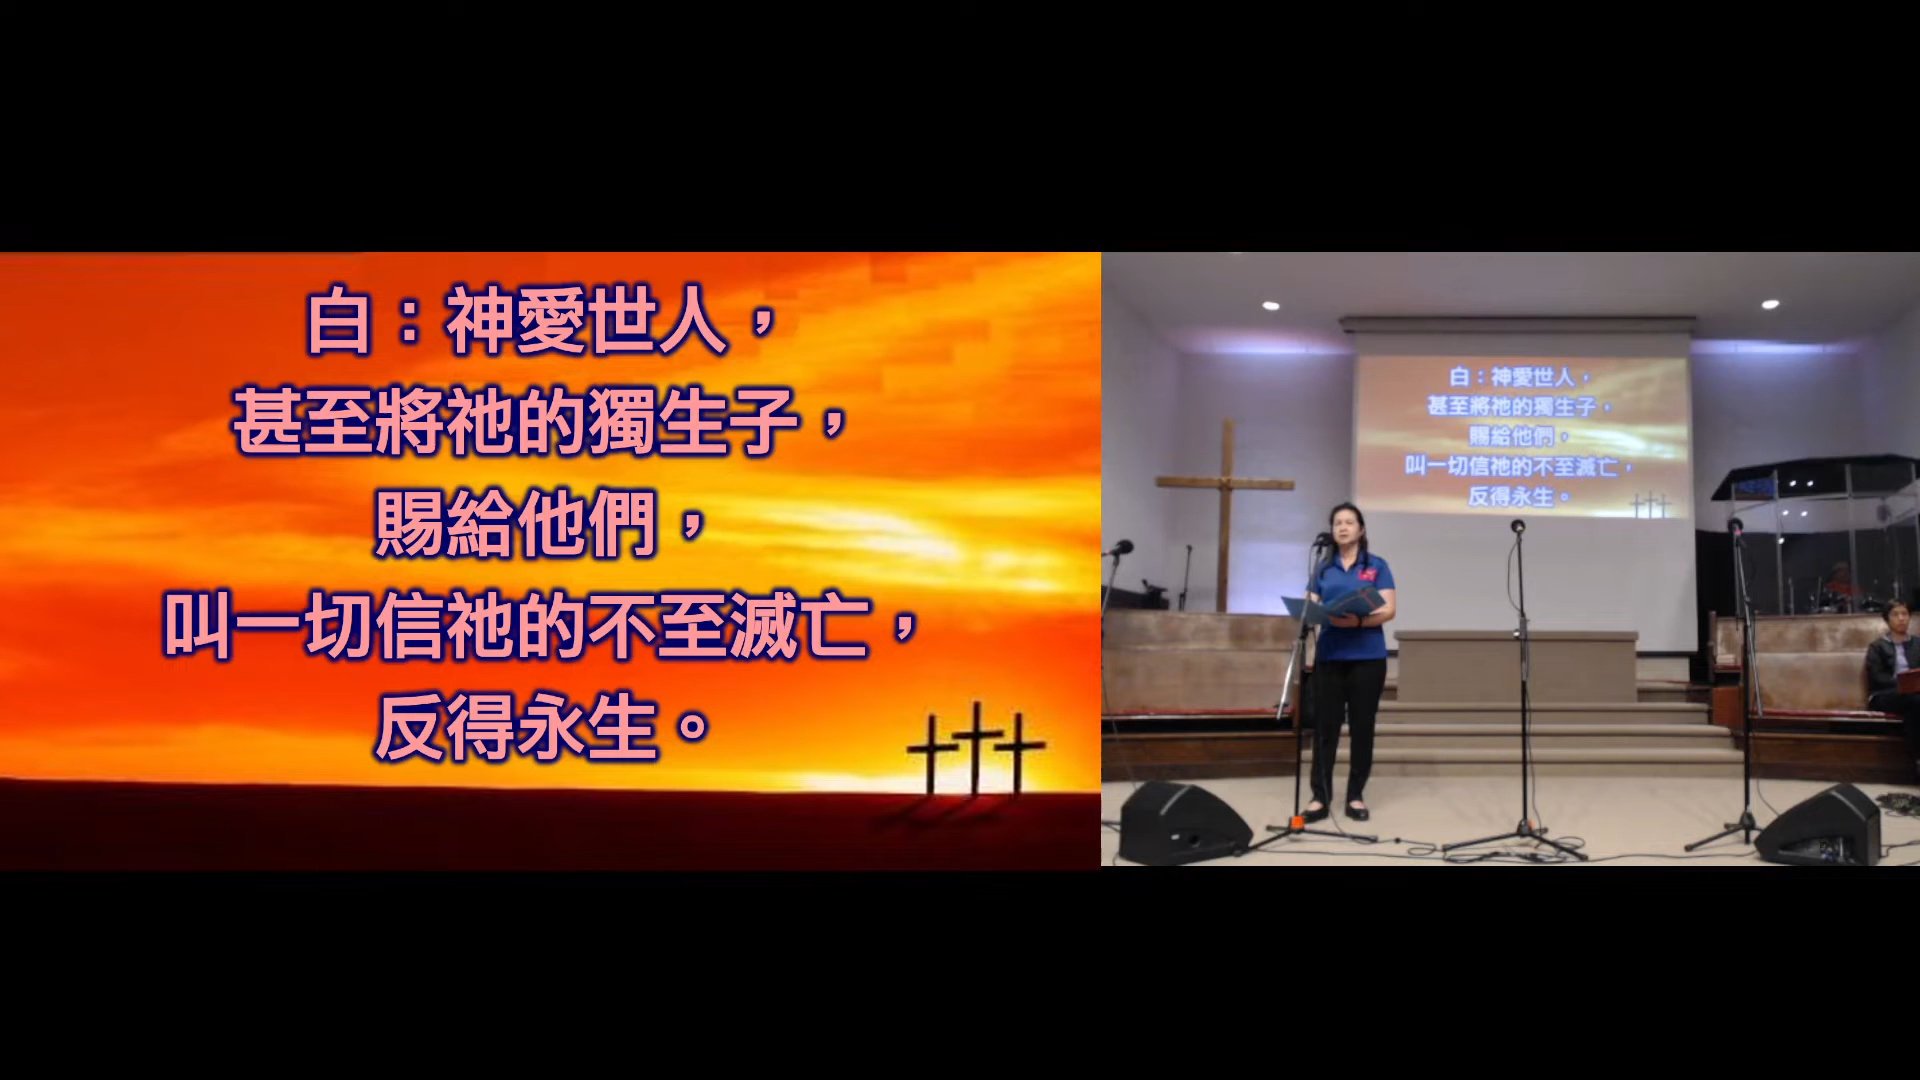 白：神愛世人，
甚至將祂的獨生子，
賜給他們，
叫一切信祂的不至滅亡，
反得永生。
白：神愛世人，
甚至將祂的獨生子，
賜給他們，
叫一切信祂的不至滅亡，
反得永生。